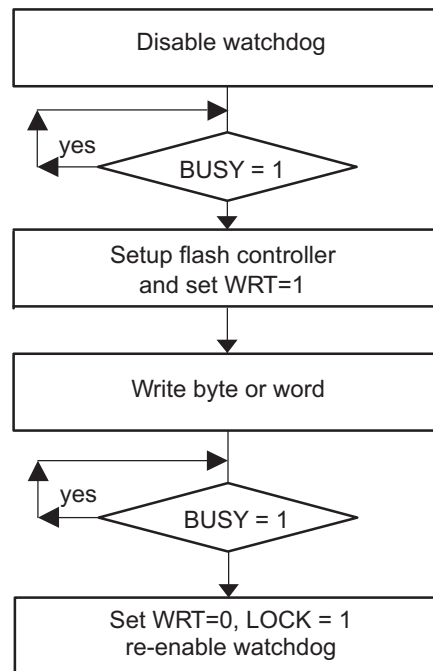 Disable watchdog
yes
BUSY = 1
Setup flash controller
and set WRT=1
Write byte or word
yes
BUSY = 1
Set WRT=0, LOCK = 1
re-enable watchdog